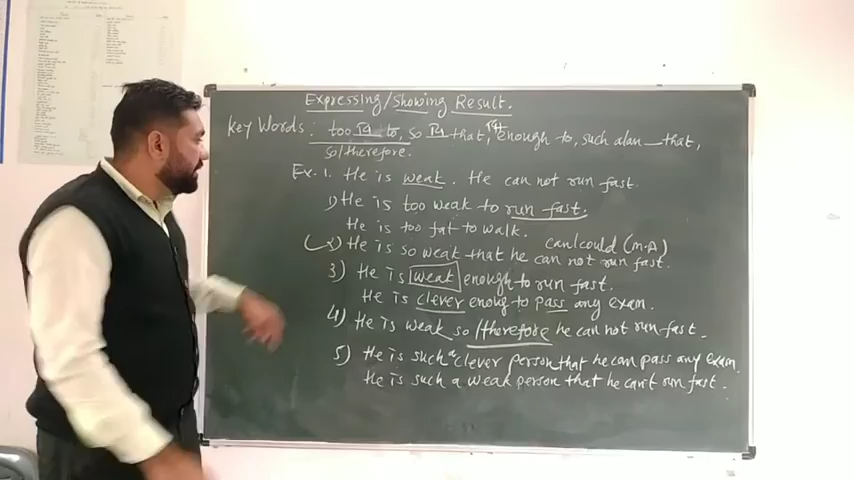 Expressing/Showing Result.
Key Words: too to, so that, enough to, such a/an — that,
so/therefore.
Ex. 1. He is weak. He can not run fast.
1) He is too weak to run fast.
He is too fat to walk.
can/could (M.A)
2) He is so weak that he can not run fast.
3) He is weak enough to run fast.
He is clever enoug to pass any exam.
4) He is weak so/therefore he can not run fast.
5) He is such a clever person that he can pass any exam.
He is such a weak person that he can't run fast.